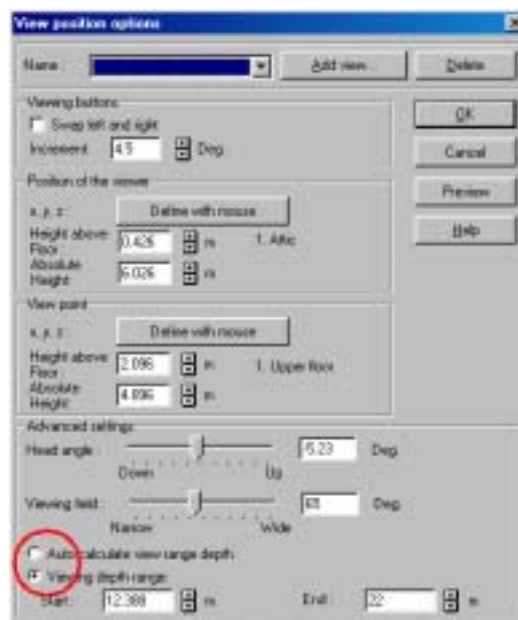 View position options
Name: Add view... Delete
Viewing buttons
Swap left and right
Increment 4.5 Deg.
OK
Cancel
Preview
Help
Position of the viewer
x, y, z: Define with mouse
Height above Floor 0.426 m 1. Attic
Absolute Height: 6.026 m
View point
x, y, z: Define with mouse
Height above Floor 2.096 m 1. Upper floor
Absolute Height: 4.896 m
Advanced settings
Head angle: Down Up -5.23 Deg.
Viewing field: Narrow Wide Deg.
Auto calculate view range depth
Viewing depth range:
Start: 12.388 m End: 22 m